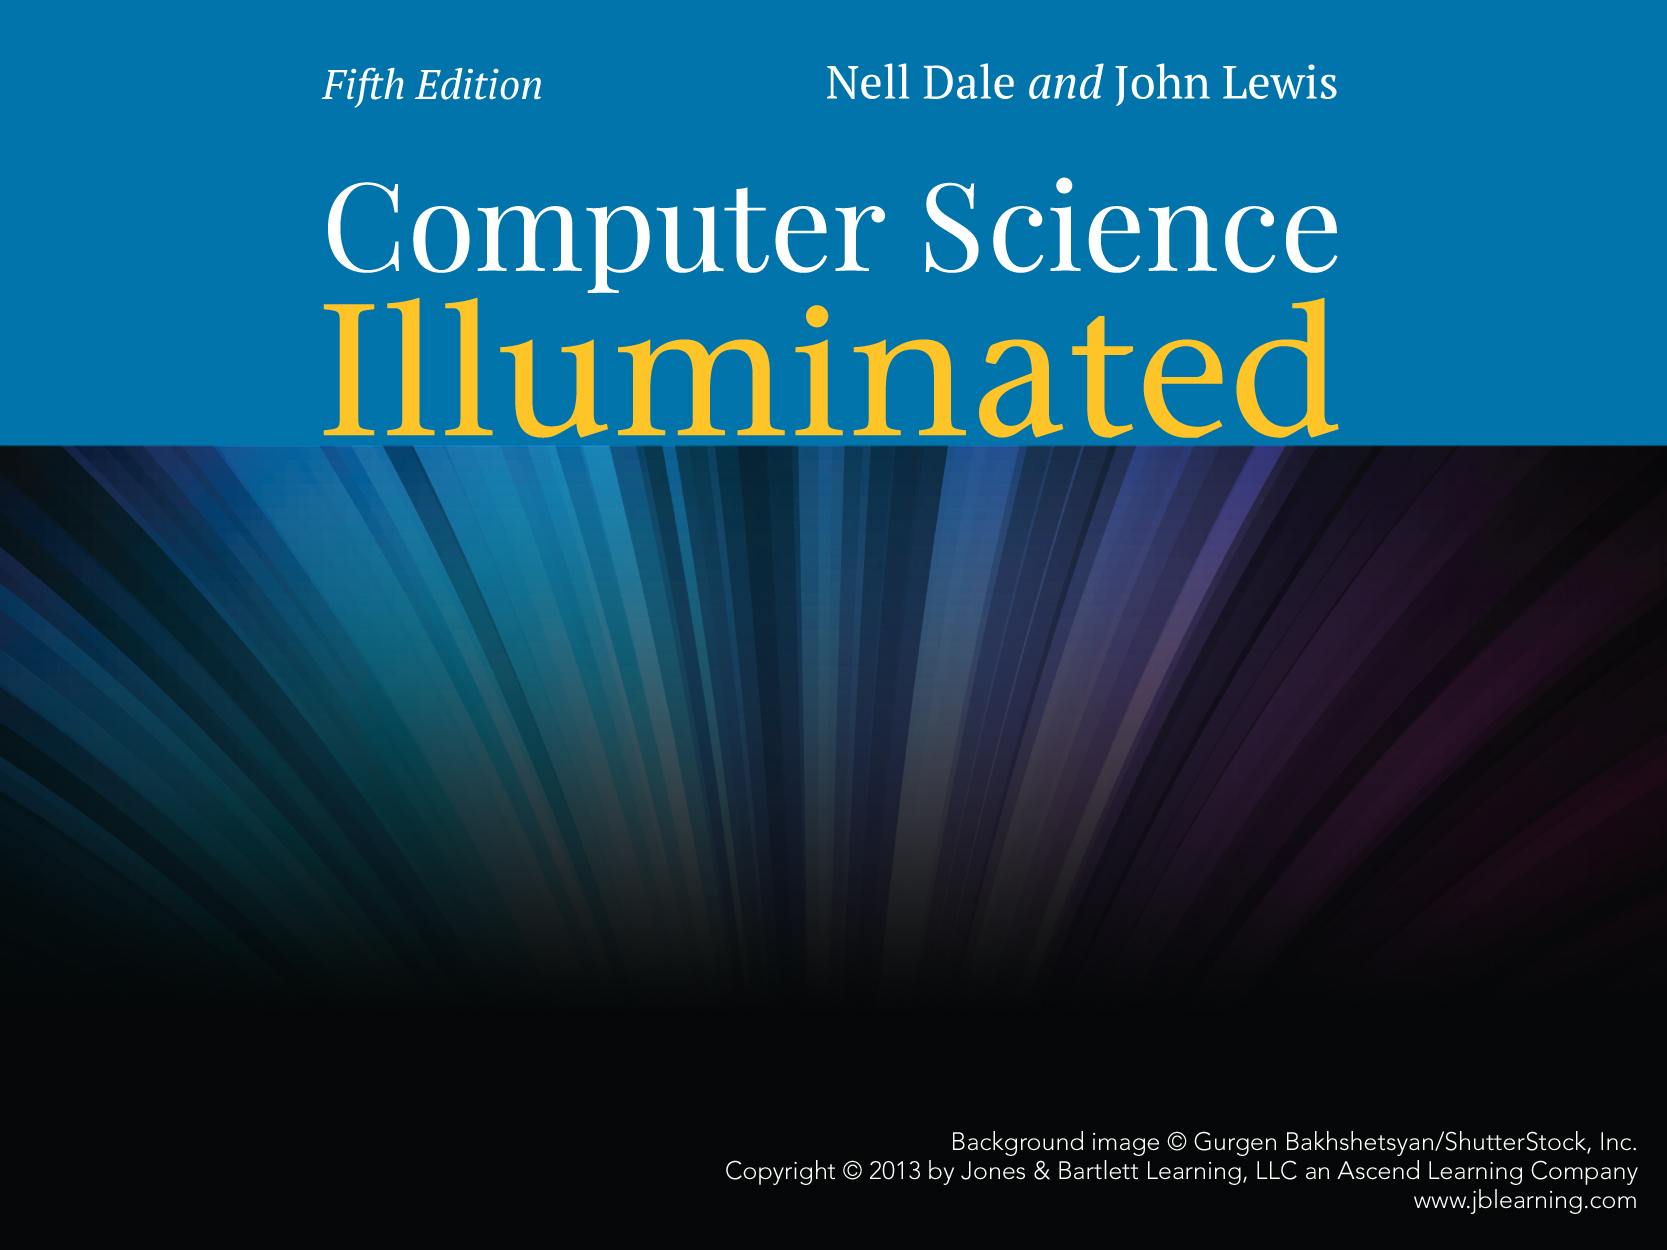 Fifth Edition
Nell Dale and John Lewis
Computer Science
Illuminated
Background image © Gurgen Bakhshetsyan/ShutterStock, Inc.
Copyright © 2013 by Jones & Bartlett Learning, LLC an Ascend Learning Company
www.jblearning.com